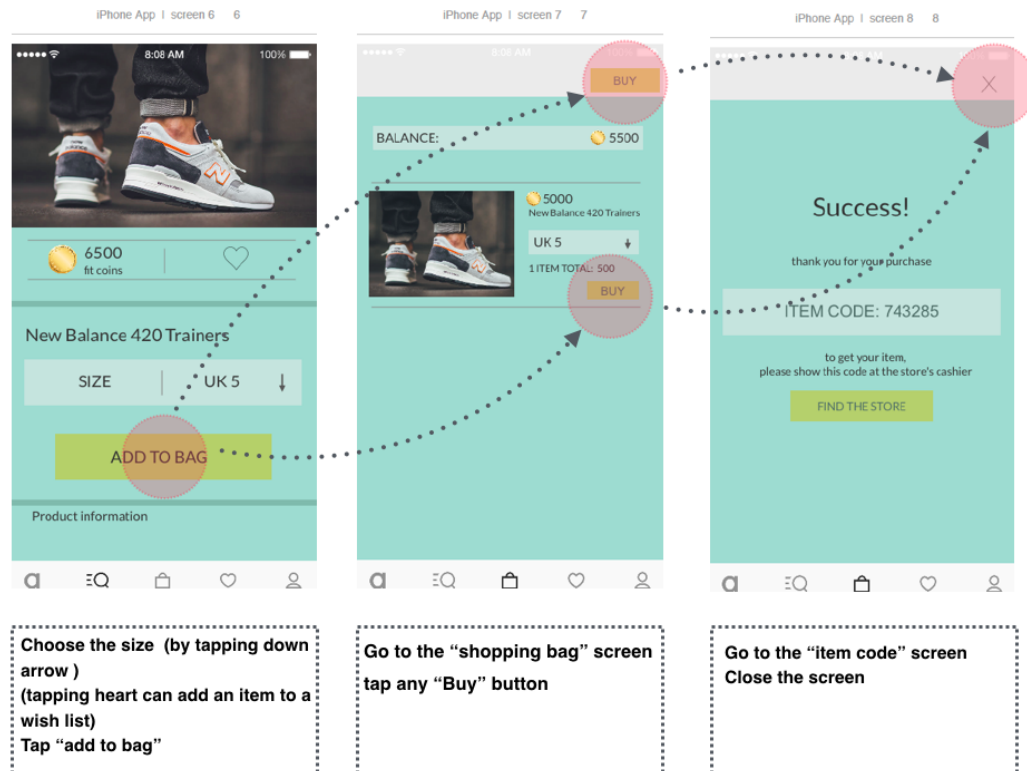 iPhone App | screen 6 6
8:08 AM
100%
6500
fit coins
New Balance 420 Trainers
SIZE
UK 5
ADD TO BAG
Product information
Choose the size (by tapping down
arrow )
(tapping heart can add an item to a
wish list)
Tap “add to bag”
iPhone App | screen 7 7
BUY
BALANCE:
5500
5000
New Balance 420 Trainers
UK 5
1 ITEM TOTAL: 500
BUY
Go to the “shopping bag” screen
tap any “Buy” button
iPhone App | screen 8 8
X
Success!
thank you for your purchase
ITEM CODE: 743285
to get your item,
please show this code at the store's cashier
FIND THE STORE
Go to the “item code” screen
Close the screen